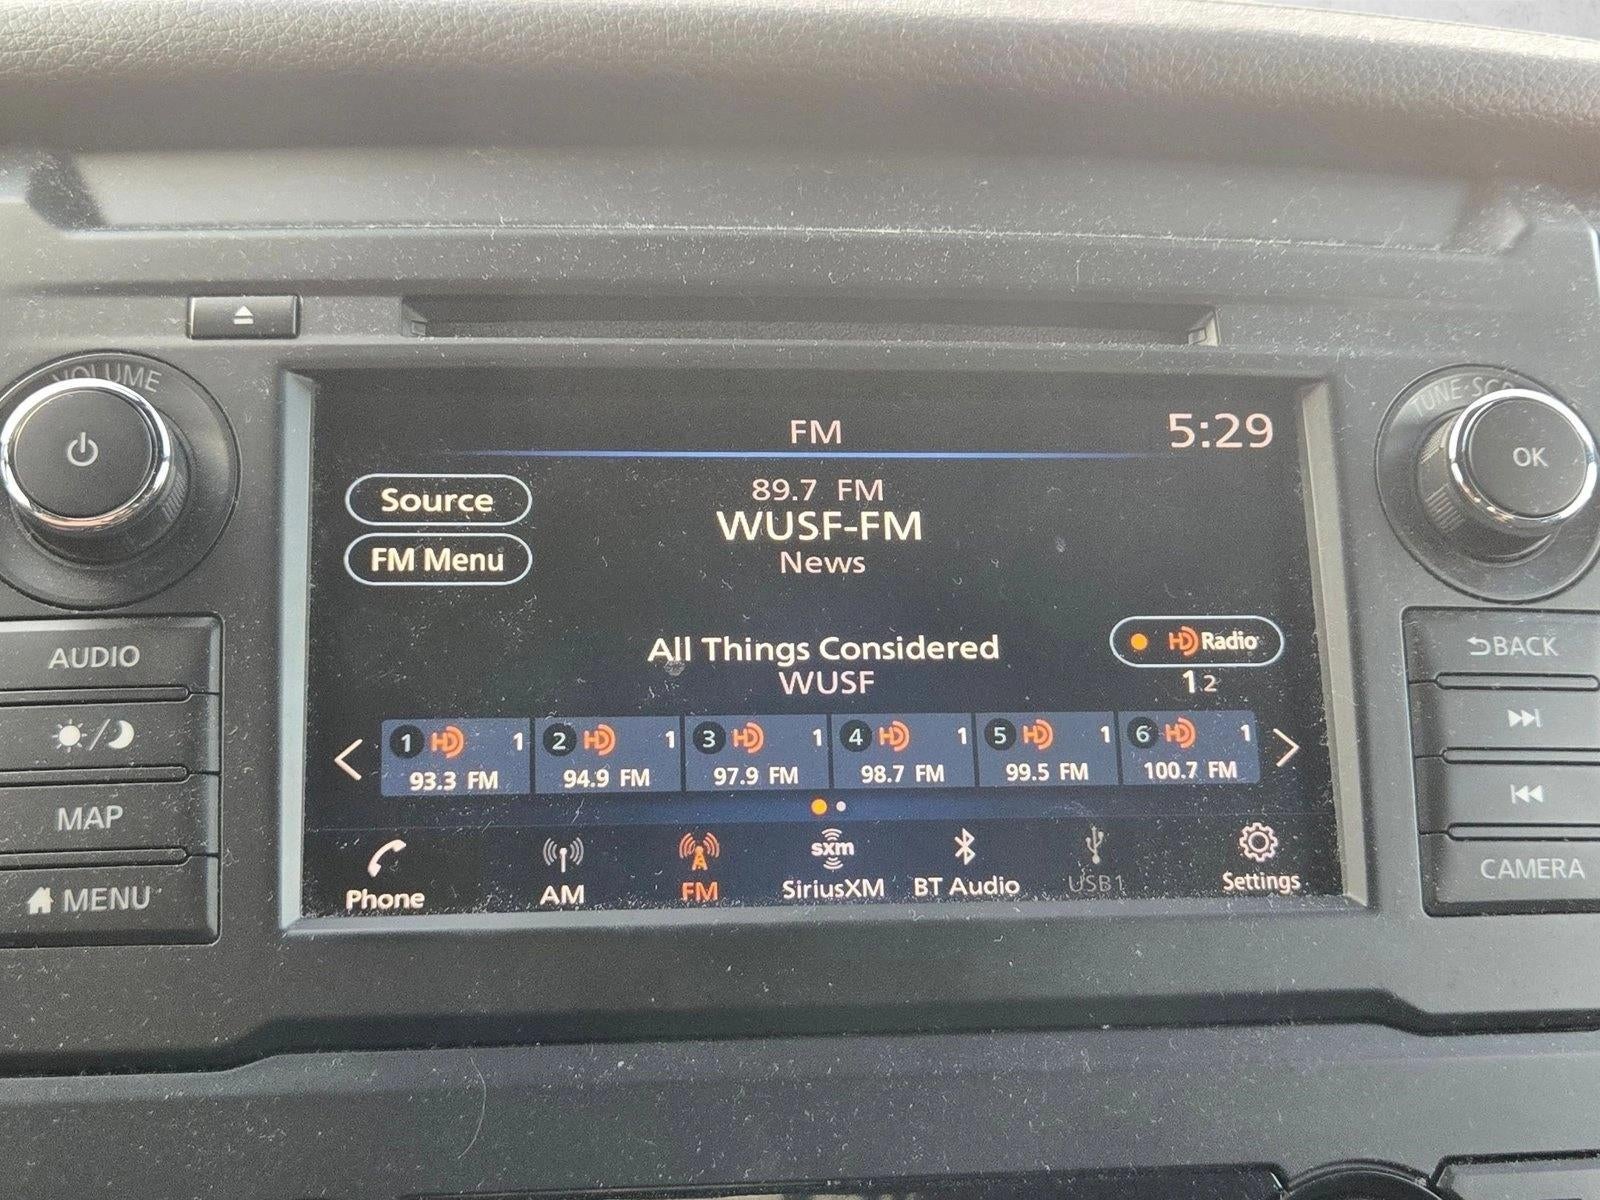 VOLUME
TUNE·SCR
OK
FM
5:29
Source
FM Menu
89.7 FM
WUSF-FM
News
All Things Considered
WUSF
HD Radio
1 2
AUDIO
MAP
MENU
BACK
CAMERA
1 HD 1
93.3 FM
2 HD 1
94.9 FM
3 HD 1
97.9 FM
4 HD 1
98.7 FM
5 HD 1
99.5 FM
6 HD 1
100.7 FM
Phone
AM
FM
sxm
SiriusXM
BT Audio
USB1
Settings